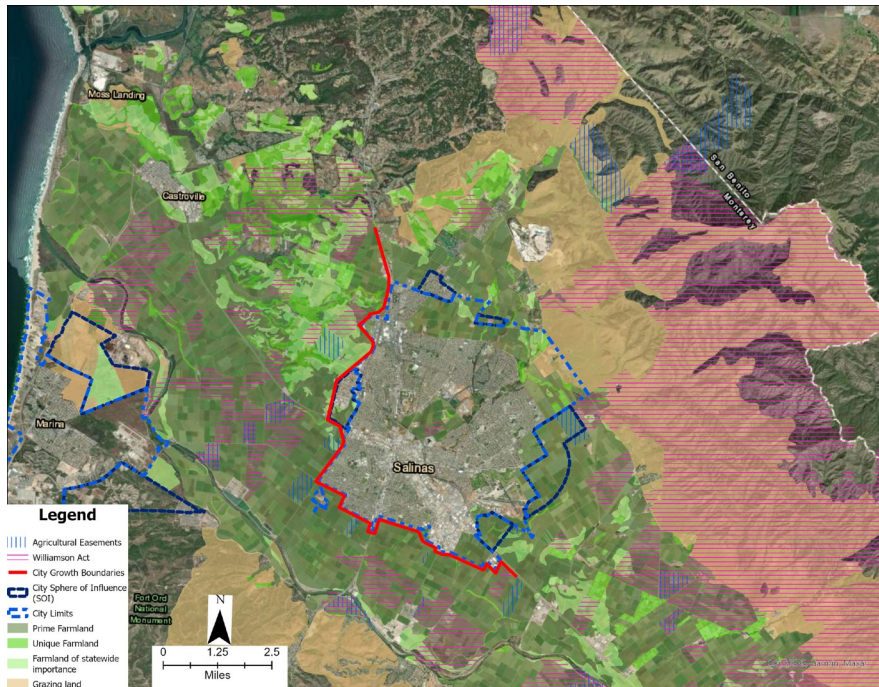 Moss Landing
Castroville
San Benito
Monterey
Marina
Salinas
Legend
Agricultural Easements
Williamson Act
City Growth Boundaries
City Sphere of Influence
(SOI)
City Limits
Prime Farmland
Unique Farmland
Farmland of statewide
importance
Grazing land
Fort Ord
National
Monument
N
0 1.25 2.5
Miles